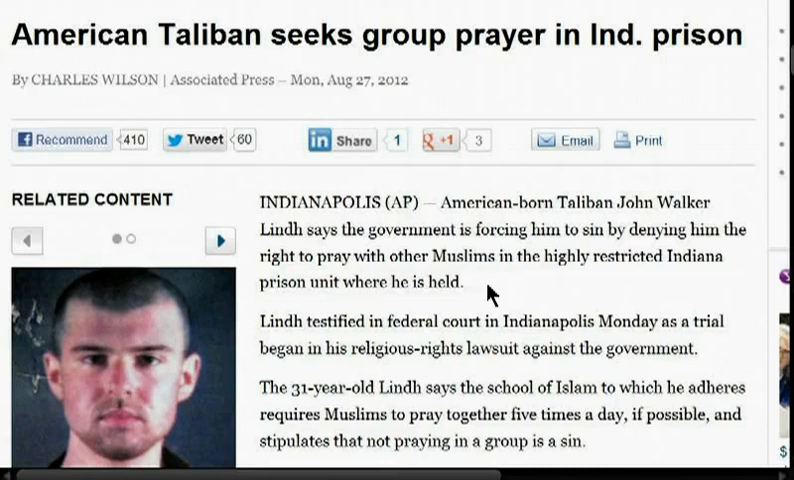 American Taliban seeks group prayer in Ind. prison
By CHARLES WILSON | Associated Press – Mon, Aug 27, 2012
Recommend 410 Tweet 60 in Share 1 +1 3 Email Print
RELATED CONTENT
INDIANAPOLIS (AP) — American-born Taliban John Walker
Lindh says the government is forcing him to sin by denying him the
right to pray with other Muslims in the highly restricted Indiana
prison unit where he is held.
Lindh testified in federal court in Indianapolis Monday as a trial
began in his religious-rights lawsuit against the government.
The 31-year-old Lindh says the school of Islam to which he adheres
requires Muslims to pray together five times a day, if possible, and
stipulates that not praying in a group is a sin.
$